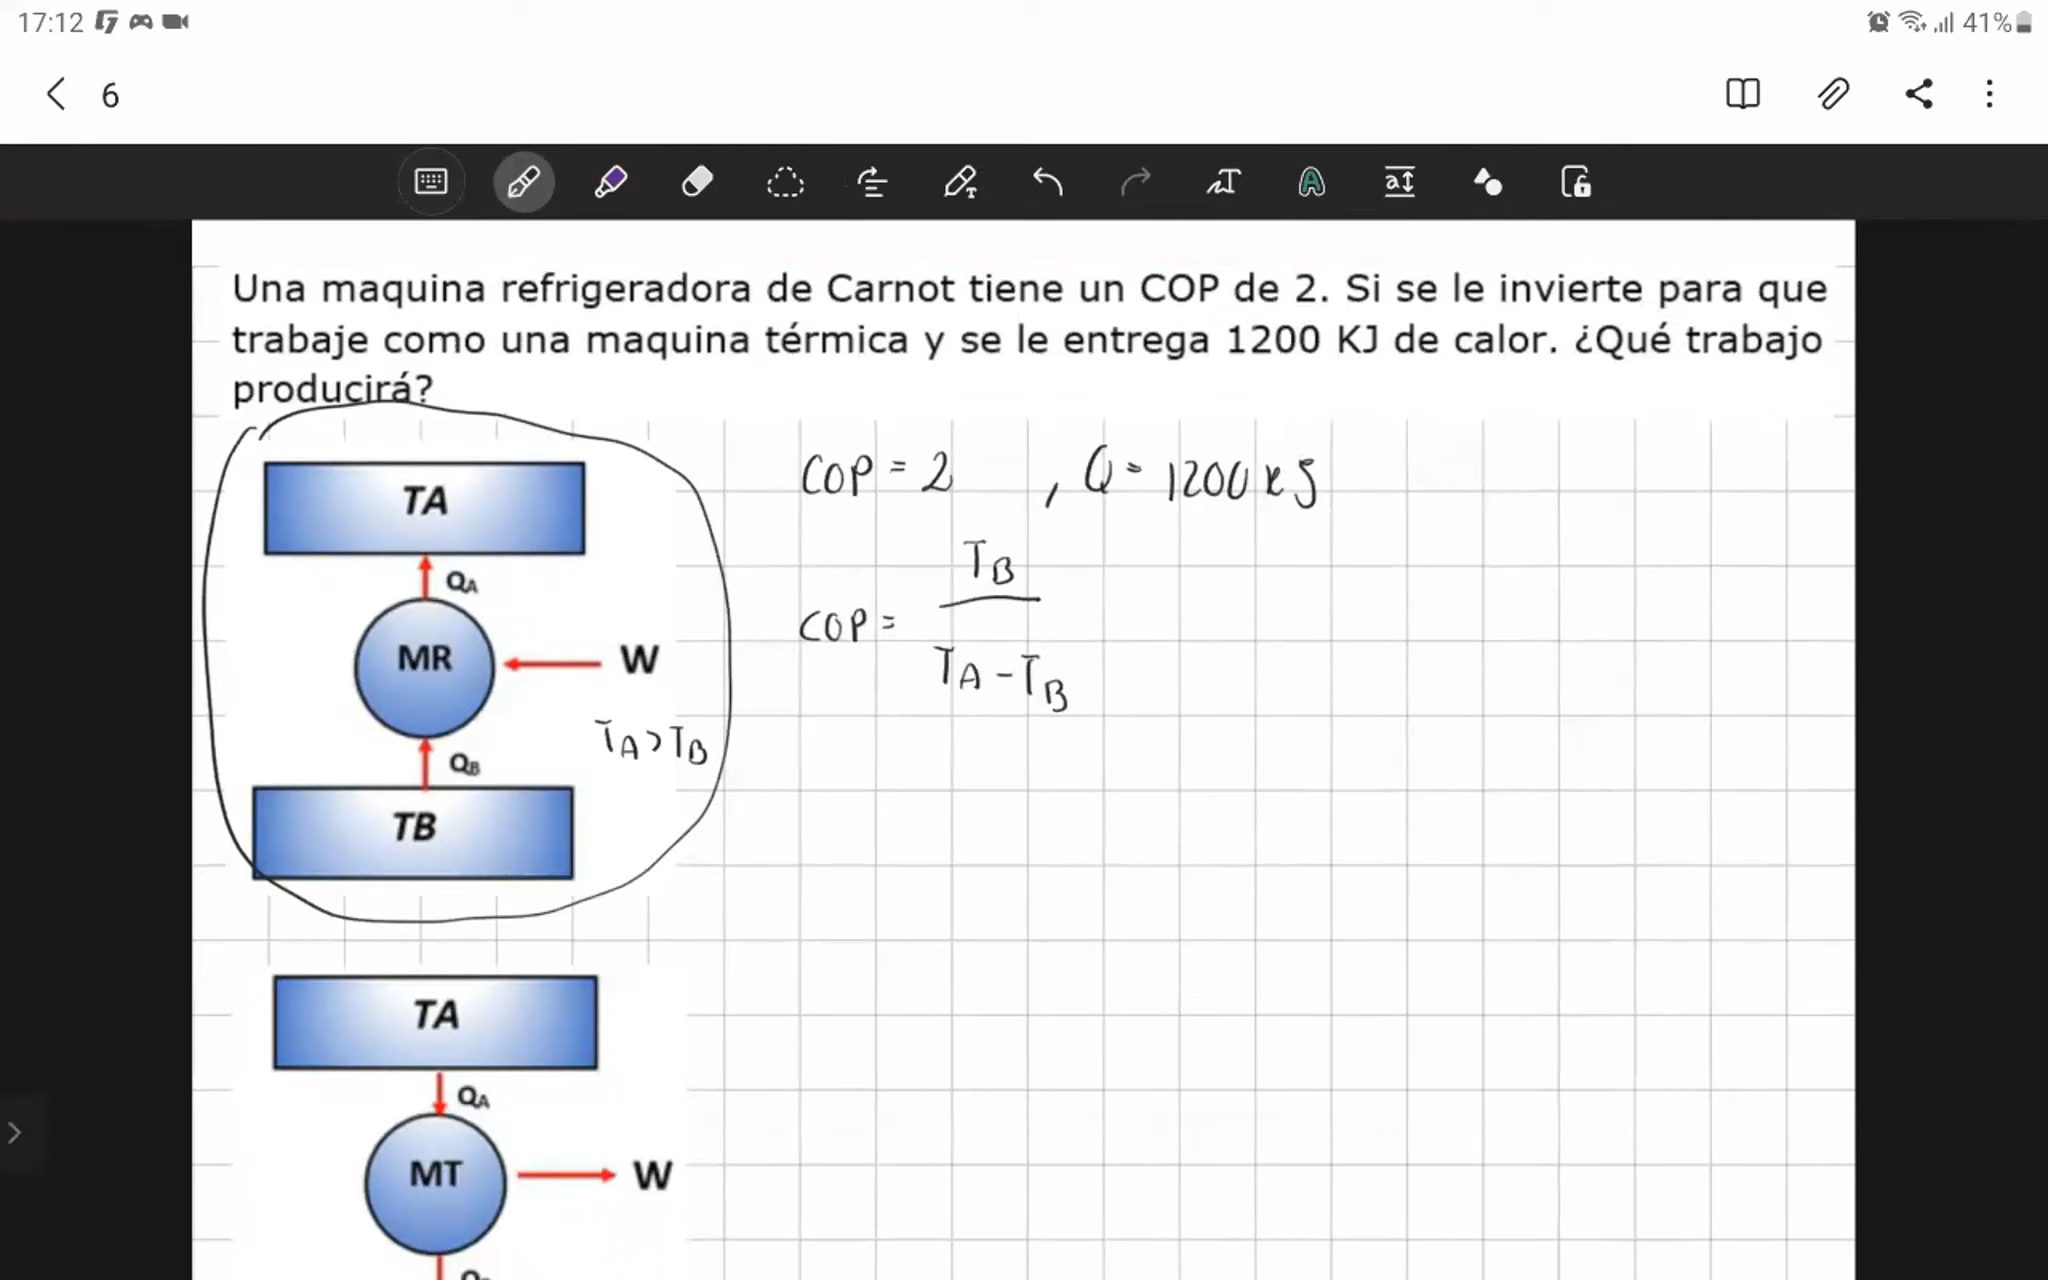 17:12
41%
6
Una maquina refrigeradora de Carnot tiene un COP de 2. Si se le invierte para que
trabaje como una maquina térmica y se le entrega 1200 KJ de calor. ¿Qué trabajo
producirá?
COP = 2 , Q = 1200 KJ
TA
QA
COP = TB
TA - TB
MR
W
TA > TB
QB
TB
TA
QA
MT
W